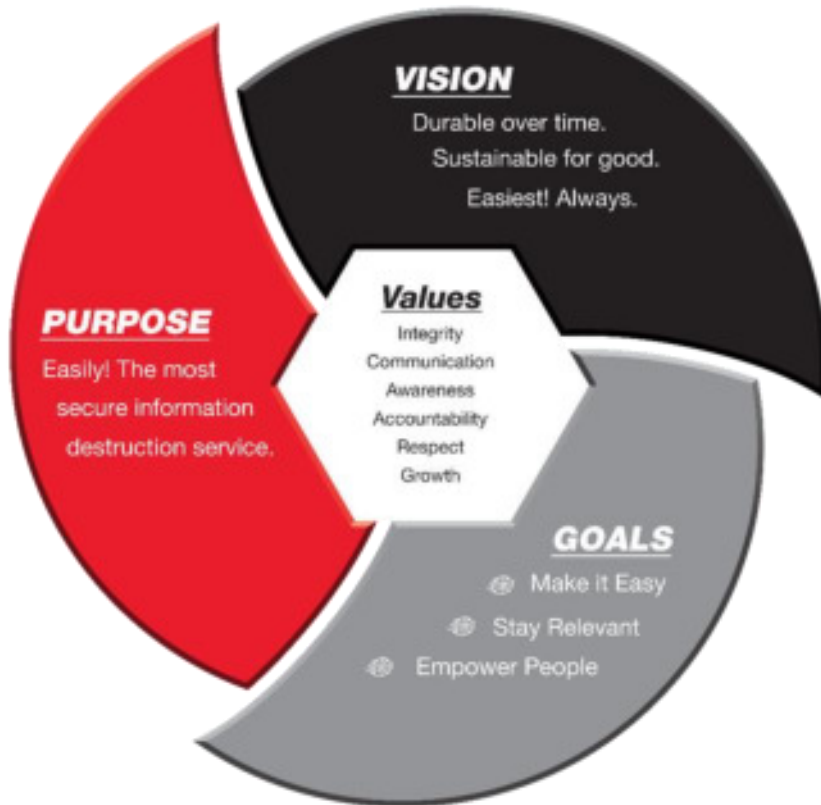 VISION
Durable over time.
Sustainable for good.
Easiest! Always.
PURPOSE
Easily! The most
secure information
destruction service.
Values
Integrity
Communication
Awareness
Accountability
Respect
Growth
GOALS
Make it Easy
Stay Relevant
Empower People